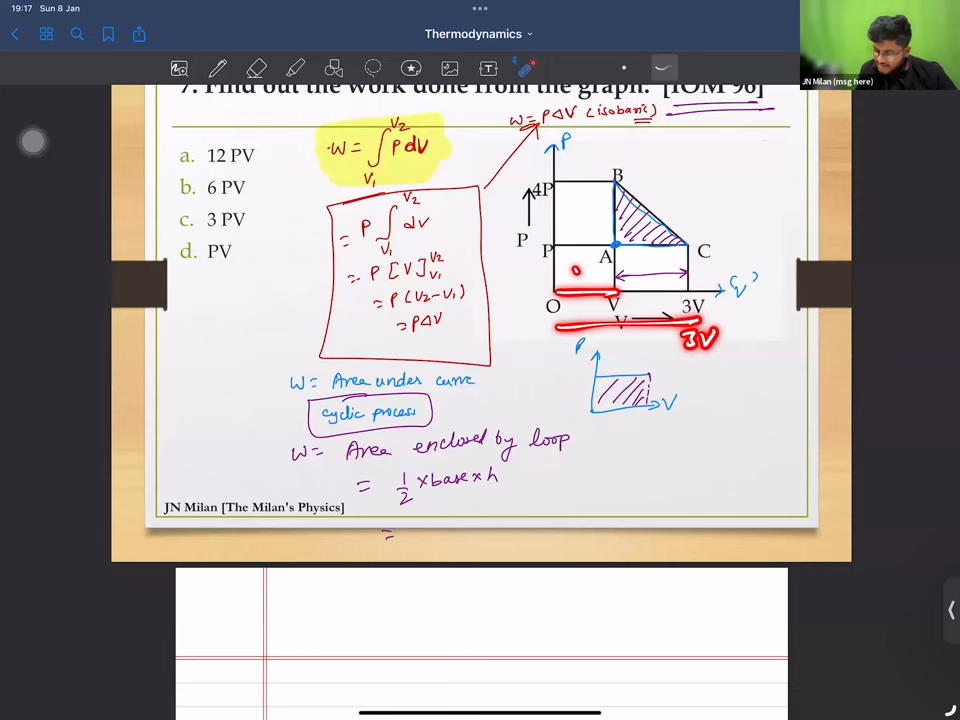 19:17 Sun 8 Jan
Thermodynamics
JN Milan (msg here)
7. Find out the work done from the graph. [IOM 96]
a. 12 PV
b. 6 PV
c. 3 PV
d. PV
W = ∫ V₁ V₂ P dV
= P ∫ V₁ V₂ dV
= P [V] V₁ V₂
= P (V2-V1)
= PΔV
W = PΔV (isobaric)
P
4P
B
P
P
A
C
O
V
3V
V
3V
P
V
W = Area under curve
cyclic process
W = Area enclosed by loop
= 1/2 × base × h
=
JN Milan [The Milan's Physics]